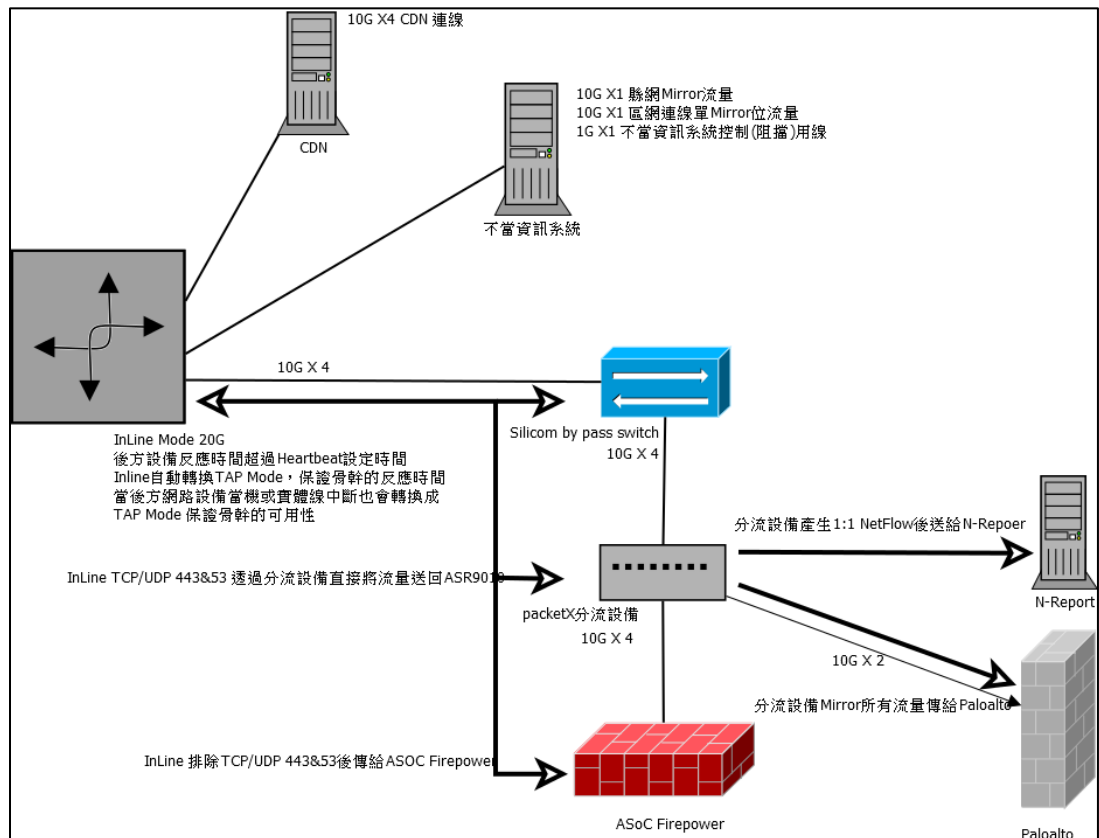 10G X4 CDN 連線
CDN
10G X1 縣網Mirror流量
10G X1 區網連線單Mirror位流量
1G X1 不當資訊系統控制(阻擋)用線
不當資訊系統
10G X 4
Silicom by pass switch
10G X 4
InLine Mode 20G
後方設備反應時間超過Heartbeat設定時間
Inline自動轉換TAP Mode，保證骨幹的反應時間
當後方網路設備當機或實體線中斷也會轉換成
TAP Mode 保證骨幹的可用性
分流設備產生1:1 NetFlow後送給N-Repoer
N-Report
InLine TCP/UDP 443&53 透過分流設備直接將流量送回ASR9010
packetX分流設備
10G X 4
10G X 2
分流設備Mirror所有流量傳給Paloalto
InLine 排除TCP/UDP 443&53後傳給ASOC Firepower
ASoC Firepower
Paloalto